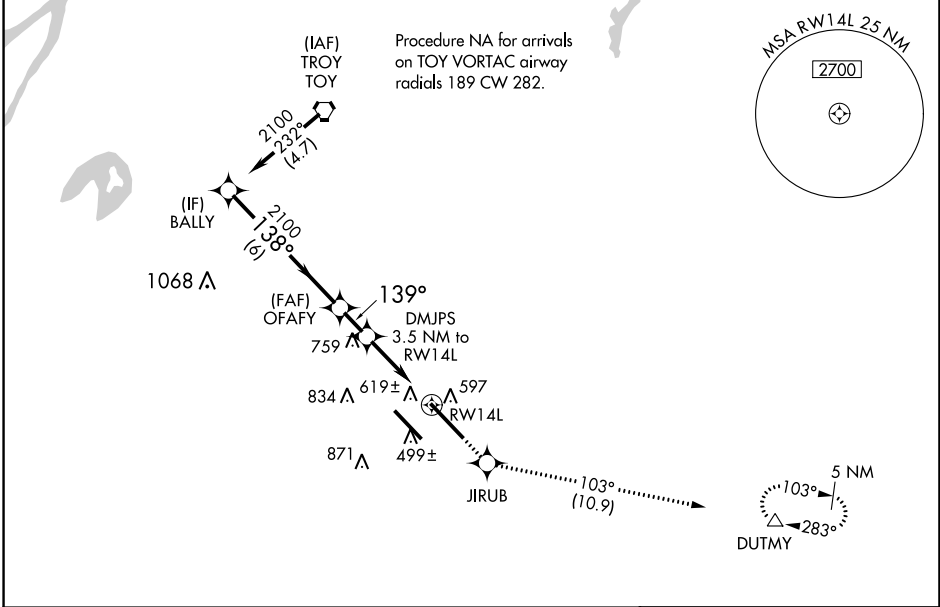 (IAF)
TROY
TOY
Procedure NA for arrivals
on TOY VORTAC airway
radials 189 CW 282.
MSA RW14L 25 NM
2700
2100
232°
(4.7)
(IF)
BALLY
2100
138°
(6)
1068
(FAF)
OFAFY
139°
DMJPS
3.5 NM to
RW14L
759
834
619±
597
RW14L
871
499±
JIRUB
103°
(10.9)
5 NM
103°
283°
DUTMY